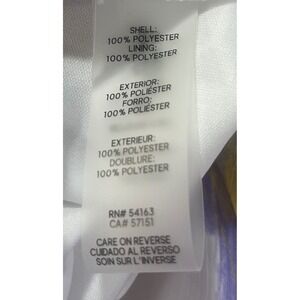 SHELL:
100% POLYESTER
LINING:
100% POLYESTER
EXTERIOR:
100% POLIÉSTER
FORRO:
100% POLIÉSTER
EXTERIEUR:
100% POLYESTER
DOUBLURE:
100% POLYESTER
RN# 54163
CA# 57151
CARE ON REVERSE
CUIDADO AL REVERSO
SOIN SUR L'INVERSE